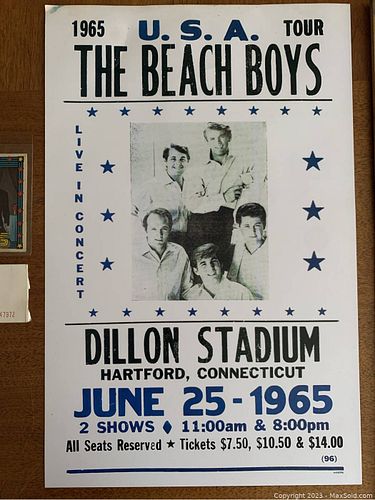 1965 U.S.A. TOUR
THE BEACH BOYS
LIVE IN CONCERT
DILLON STADIUM
HARTFORD, CONNECTICUT
JUNE 25 - 1965
2 SHOWS ♦ 11:00am & 8:00pm
All Seats Reserved ★ Tickets $7.50, $10.50 & $14.00
(96)
Copyright 2023 - MaxSold.com